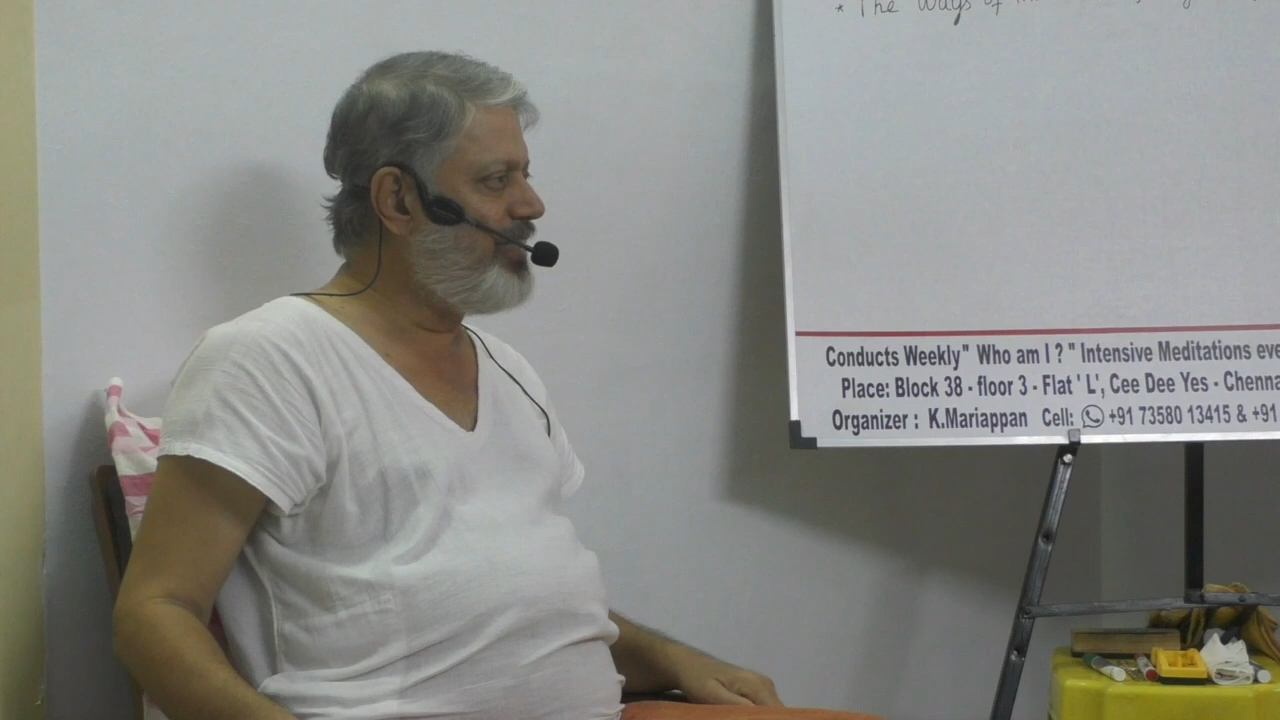 * The Ways of
Conducts Weekly" Who am I ? " Intensive Meditations eve
Place: Block 38 - floor 3 - Flat ' L', Cee Dee Yes - Chenna
Organizer : K.Mariappan Cell: +91 73580 13415 & +91